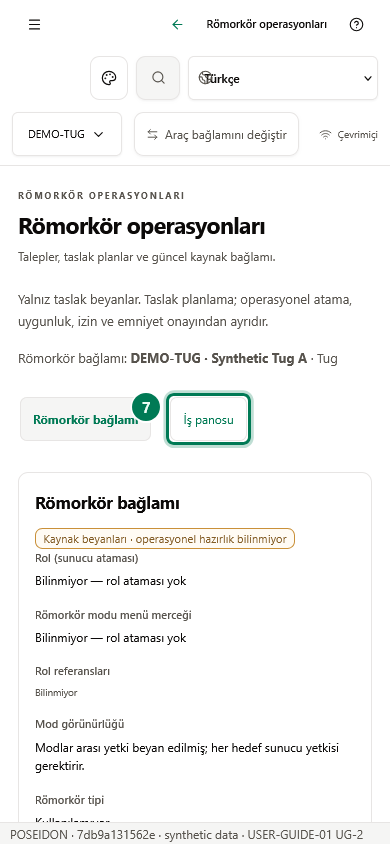 Römorkör operasyonları
Türkçe
DEMO-TUG
Araç bağlamını değiştir
Çevrimiçi
RÖMORKÖR OPERASYONLARI
Römorkör operasyonları
Talepler, taslak planlar ve güncel kaynak bağlamı.
Yalnız taslak beyanlar. Taslak planlama; operasyonel atama,
uygunluk, izin ve emniyet onayından ayrıdır.
Römorkör bağlamı: DEMO-TUG · Synthetic Tug A · Tug
Römorkör bağlamı
7
İş panosu
Römorkör bağlamı
Kaynak beyanları · operasyonel hazırlık bilinmiyor
Rol (sunucu ataması)
Bilinmiyor — rol ataması yok
Römorkör modu menü merceği
Bilinmiyor — rol ataması yok
Rol referansları
Bilinmiyor
Mod görünürlüğü
Modlar arası yetki beyan edilmiş; her hedef sunucu yetkisi
gerektirir.
Römorkör tipi
POSEIDON · 7db9a131562e · synthetic data · USER-GUIDE-01 UG-2